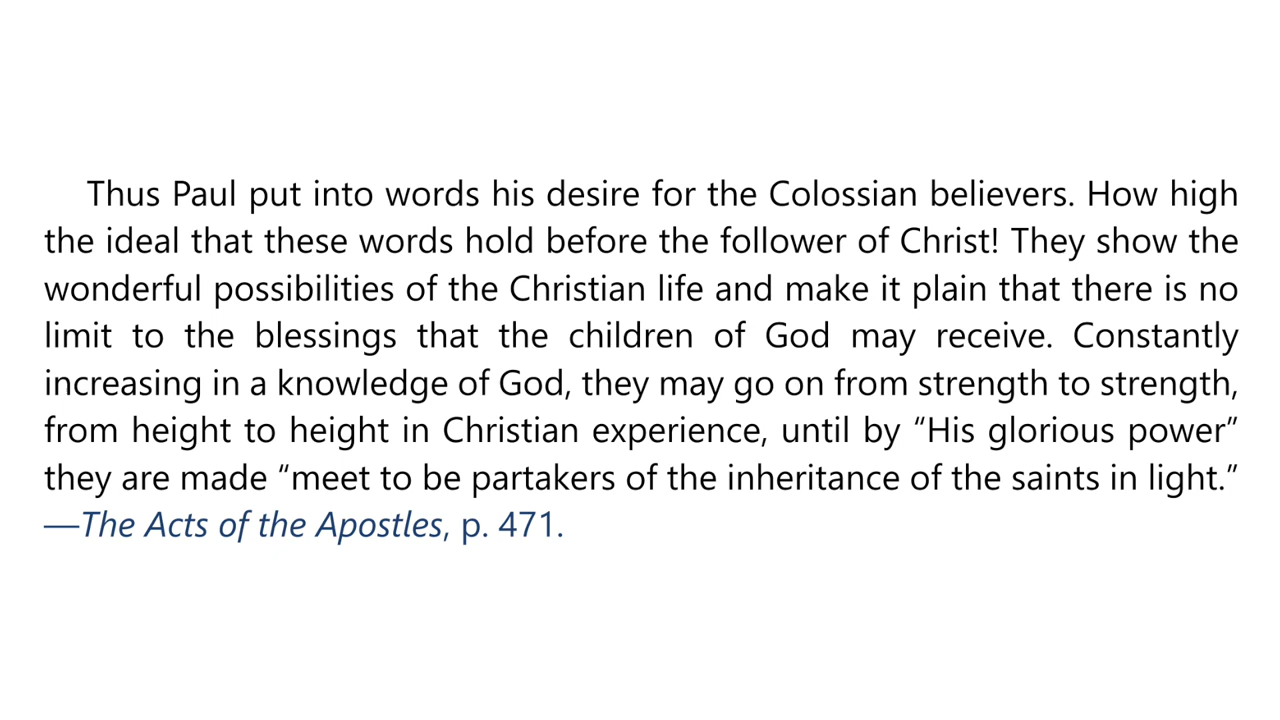 Thus Paul put into words his desire for the Colossian believers. How high
the ideal that these words hold before the follower of Christ! They show the
wonderful possibilities of the Christian life and make it plain that there is no
limit to the blessings that the children of God may receive. Constantly
increasing in a knowledge of God, they may go on from strength to strength,
from height to height in Christian experience, until by “His glorious power”
they are made “meet to be partakers of the inheritance of the saints in light.”
—The Acts of the Apostles, p. 471.